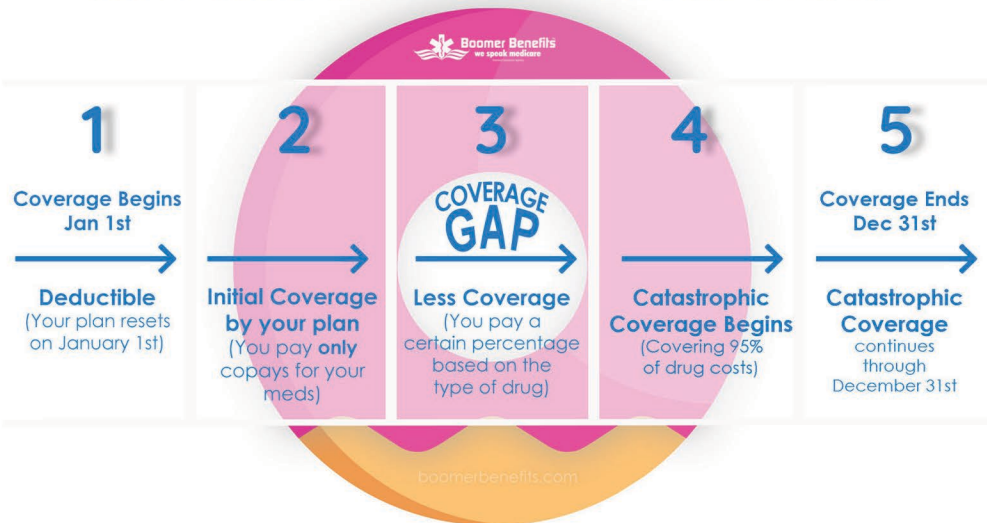 Boomer Benefits
we speak medicare
1
Coverage Begins
Jan 1st
Deductible
(Your plan resets
on January 1st)
2
Initial Coverage
by your plan
(You pay only
copays for your
meds)
3
COVERAGE
GAP
Less Coverage
(You pay a
certain percentage
based on the
type of drug)
4
Catastrophic
Coverage Begins
(Covering 95%
of drug costs)
5
Coverage Ends
Dec 31st
Catastrophic
Coverage
continues
through
December 31st
boomerbenefits.com